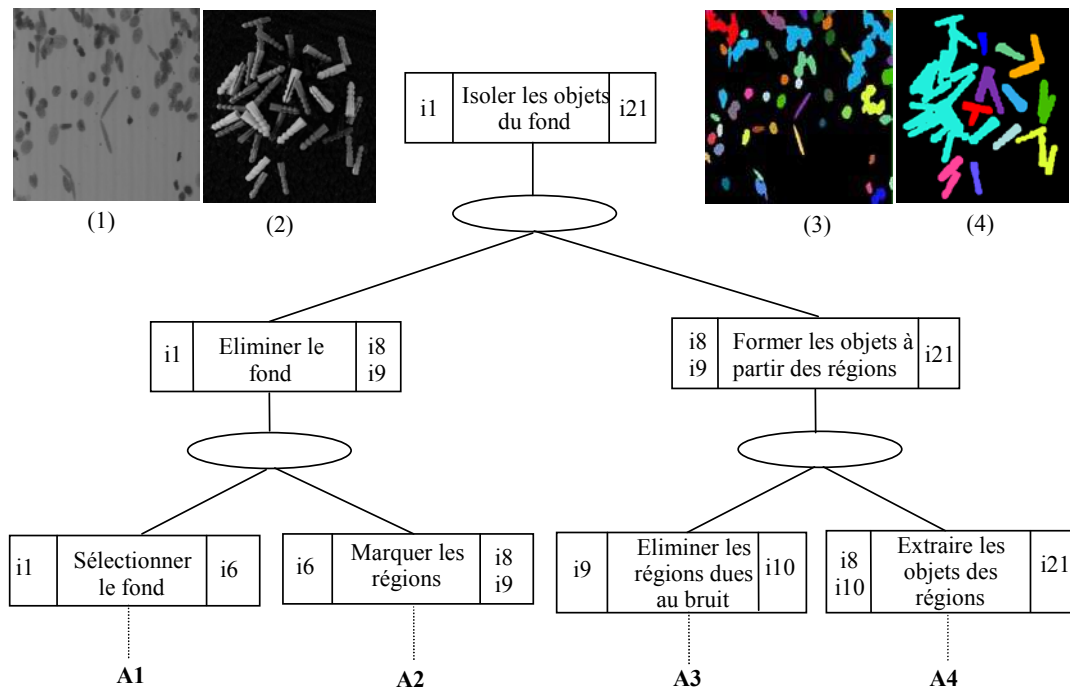 i1
Isoler les objets
du fond
i21
(1)
(2)
(3)
(4)
i1
Eliminer le
fond
i8
i9
i8
i9
Former les objets à
partir des régions
i21
i1
Sélectionner
le fond
i6
i6
Marquer les
régions
i8
i9
i9
Eliminer les
régions dues
au bruit
i10
i8
i10
Extraire les
objets des
régions
i21
A1
A2
A3
A4